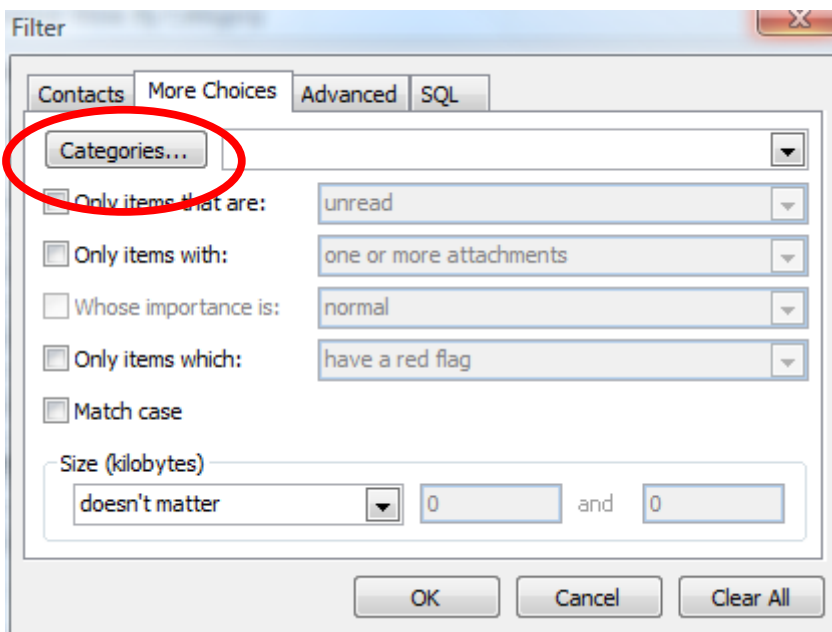 Filter
Contacts More Choices Advanced SQL
Categories...
Only items that are: unread
Only items with: one or more attachments
Whose importance is: normal
Only items which: have a red flag
Match case
Size (kilobytes)
doesn't matter 0 and 0
OK Cancel Clear All